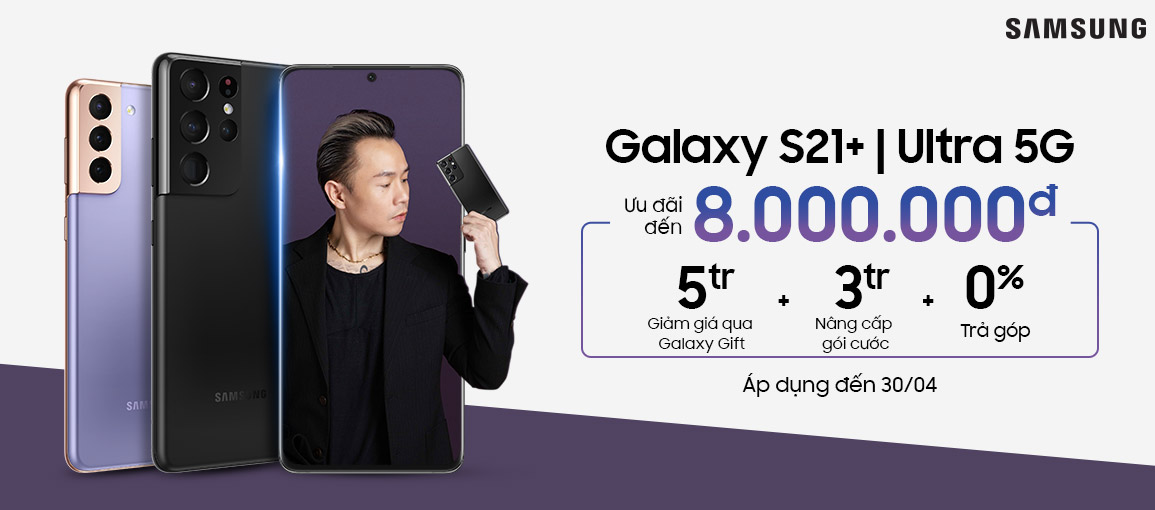 SAMSUNG
Galaxy S21+ | Ultra 5G
Ưu đãi đến 8.000.000đ
5tr + 3tr + 0%
Giảm giá qua Galaxy Gift
Nâng cấp gói cước
Trả góp
Áp dụng đến 30/04
SAMSUNG
SAM